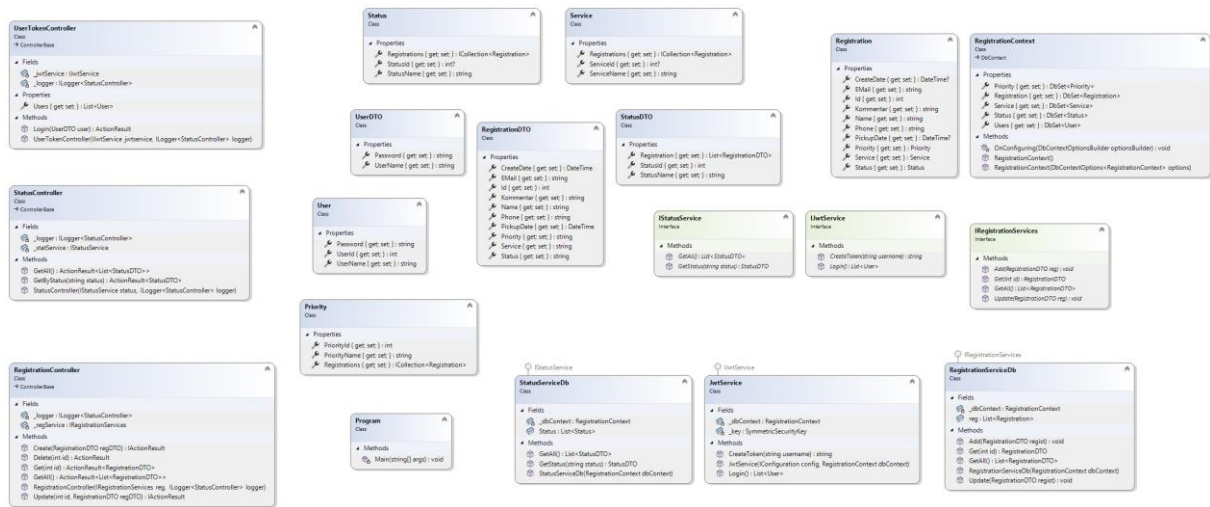 UserTokenController
Class
→ ControllerBase
Fields
_jwtService : IJwtService
_logger : ILogger<StatusController>
Properties
Users { get; set; } : List<User>
Methods
Login(UserDTO user) : ActionResult
UserTokenController(IJwtService jwtservice, ILogger<StatusController> logger)
StatusController
Class
→ ControllerBase
Fields
_logger : ILogger<StatusController>
_statService : IStatusService
Methods
GetAll() : ActionResult<List<StatusDTO>>
GetByStatus(string status) : ActionResult<StatusDTO>
StatusController(IStatusService status, ILogger<StatusController> logger)
RegistrationController
Class
→ ControllerBase
Fields
_logger : ILogger<StatusController>
_regService : IRegistrationServices
Methods
Create(RegistrationDTO regDTO) : IActionResult
Delete(int id) : ActionResult
Get(int id) : ActionResult<RegistrationDTO>
GetAll() : ActionResult<List<RegistrationDTO>>
RegistrationController(IRegistrationServices reg, ILogger<StatusController> logger)
Update(int id, RegistrationDTO regDTO) : IActionResult
Status
Class
Properties
Registrations { get; set; } : ICollection<Registration>
StatusId { get; set; } : int?
StatusName { get; set; } : string
Service
Class
Properties
Registrations { get; set; } : ICollection<Registration>
ServiceId { get; set; } : int?
ServiceName { get; set; } : string
UserDTO
Class
Properties
Password { get; set; } : string
UserName { get; set; } : string
RegistrationDTO
Class
Properties
CreateDate { get; set; } : DateTime
EMail { get; set; } : string
Id { get; set; } : int
Kommentar { get; set; } : string
Name { get; set; } : string
Phone { get; set; } : string
PickupDate { get; set; } : DateTime
Priority { get; set; } : string
Service { get; set; } : string
Status { get; set; } : string
StatusDTO
Class
Properties
Registration { get; set; } : List<RegistrationDTO>
StatusId { get; set; } : int
StatusName { get; set; } : string
User
Class
Properties
Password { get; set; } : string
UserId { get; set; } : int
UserName { get; set; } : string
Priority
Class
Properties
PriorityId { get; set; } : int
PriorityName { get; set; } : string
Registrations { get; set; } : ICollection<Registration>
Program
Class
Methods
Main(string[] args) : void
Registration
Class
Properties
CreateDate { get; set; } : DateTime?
EMail { get; set; } : string
Id { get; set; } : int
Kommentar { get; set; } : string
Name { get; set; } : string
Phone { get; set; } : string
PickupDate { get; set; } : DateTime?
Priority { get; set; } : Priority
Service { get; set; } : Service
Status { get; set; } : Status
RegistrationContext
Class
→ DbContext
Properties
Priority { get; set; } : DbSet<Priority>
Registration { get; set; } : DbSet<Registration>
Service { get; set; } : DbSet<Service>
Status { get; set; } : DbSet<Status>
Users { get; set; } : DbSet<User>
Methods
OnConfiguring(DbContextOptionsBuilder optionsBuilder) : void
RegistrationContext()
RegistrationContext(DbContextOptions<RegistrationContext> options)
IStatusService
Interface
Methods
GetAll() : List<StatusDTO>
GetStatus(string status) : StatusDTO
IJwtService
Interface
Methods
CreateToken(string username) : string
Login() : List<User>
IRegistrationServices
Interface
Methods
Add(RegistrationDTO reg) : void
Get(int id) : RegistrationDTO
GetAll() : List<RegistrationDTO>
Update(RegistrationDTO reg) : void
IStatusService
StatusServiceDb
Class
Fields
_dbContext : RegistrationContext
Status : List<Status>
Methods
GetAll() : List<StatusDTO>
GetStatus(string status) : StatusDTO
StatusServiceDb(RegistrationContext dbContext)
IJwtService
JwtService
Class
Fields
_dbContext : RegistrationContext
_key : SymmetricSecurityKey
Methods
CreateToken(string username) : string
JwtService(IConfiguration config, RegistrationContext dbContext)
Login() : List<User>
IRegistrationServices
RegistrationServiceDb
Class
Fields
_dbContext : RegistrationContext
reg : List<Registration>
Methods
Add(RegistrationDTO regist) : void
Get(int id) : RegistrationDTO
GetAll() : List<RegistrationDTO>
RegistrationServiceDb(RegistrationContext dbContext)
Update(RegistrationDTO regist) : void